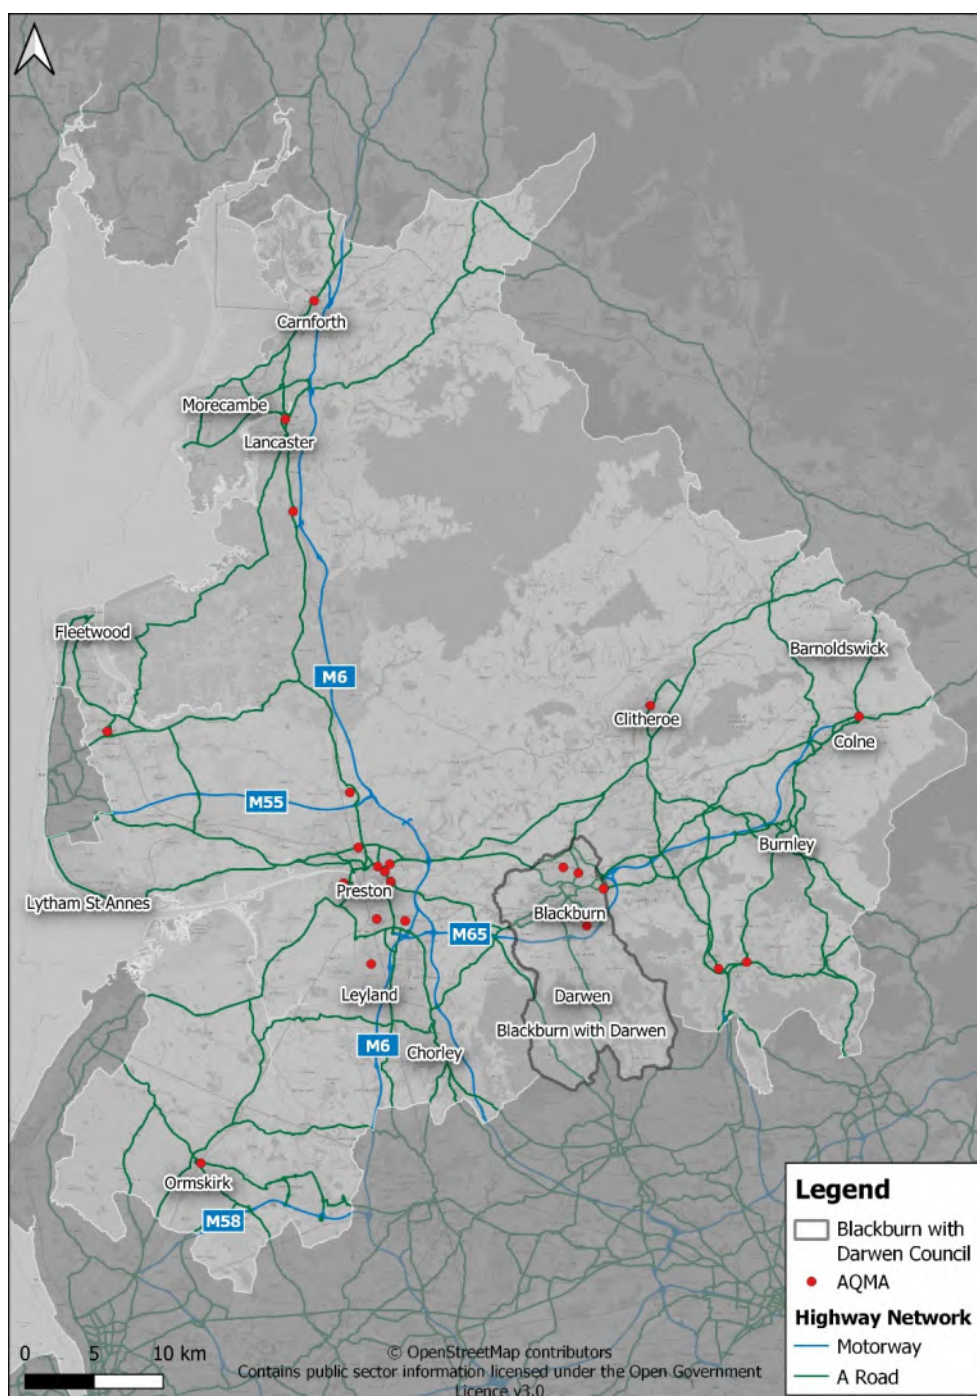 Carnforth
Morecambe
Lancaster
Fleetwood
Barnoldswick
M6
Clitheroe
Colne
M55
Burnley
Preston
Lytham St Annes
Blackburn
M65
Leyland
Darwen
Blackburn with Darwen
M6
Chorley
Ormskirk
M58
Legend
Blackburn with
Darwen Council
AQMA
Highway Network
Motorway
A Road
0 5 10 km
© OpenStreetMap contributors
Contains public sector information licensed under the Open Government
Licence v3.0